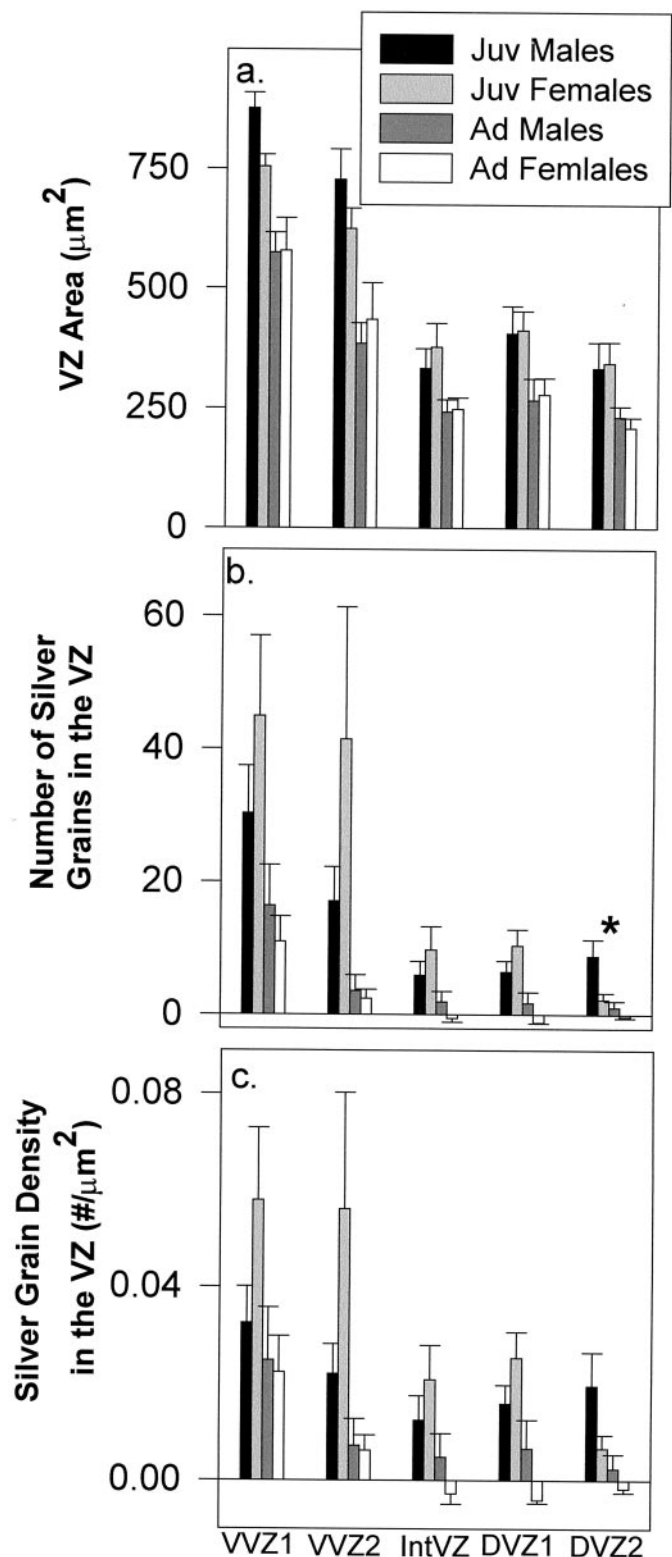 a.
Juv Males
Juv Females
Ad Males
Ad Femlales
VZ Area (μm²)
750
500
250
0
b.
Number of Silver
Grains in the VZ
60
40
20
0
*
c.
Silver Grain Density
in the VZ (#/μm²)
0.08
0.04
0.00
VVZ1 VVZ2 IntVZ DVZ1 DVZ2